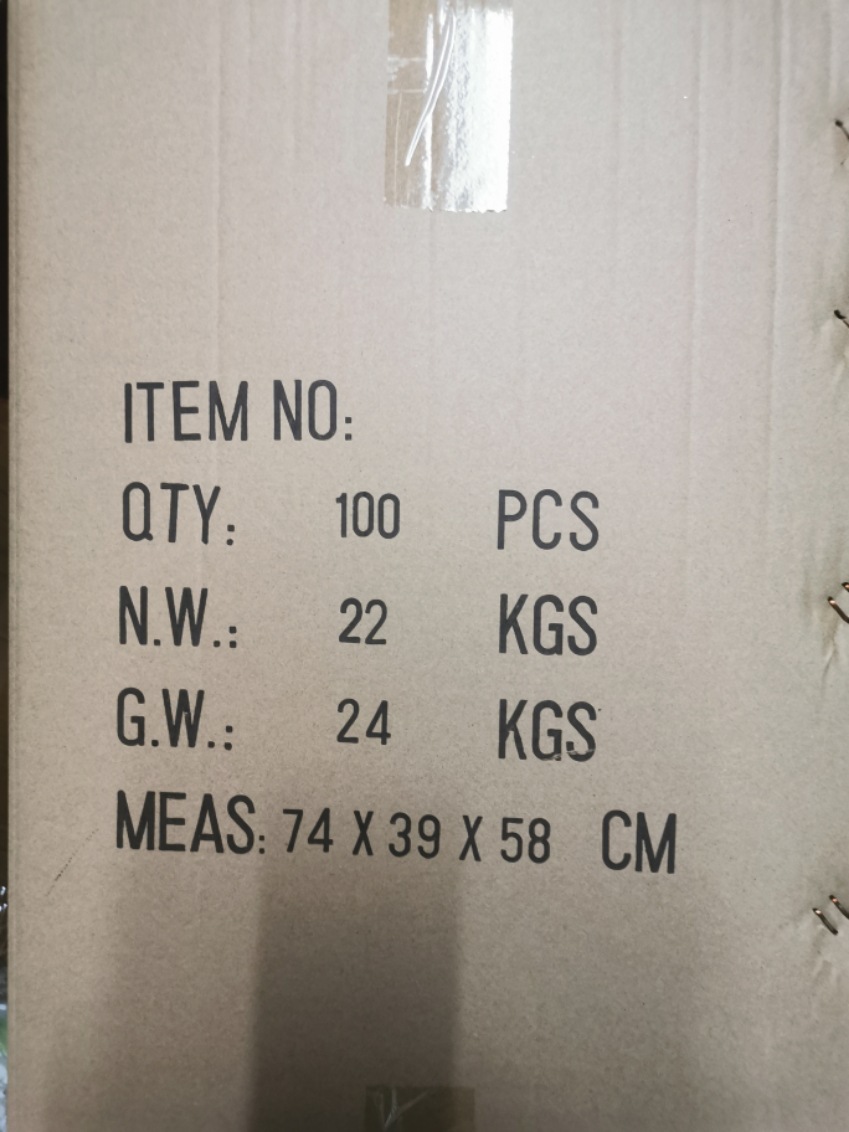 ITEM NO:
QTY: 100 PCS
N.W.: 22 KGS
G.W.: 24 KGS
MEAS: 74 X 39 X 58 CM